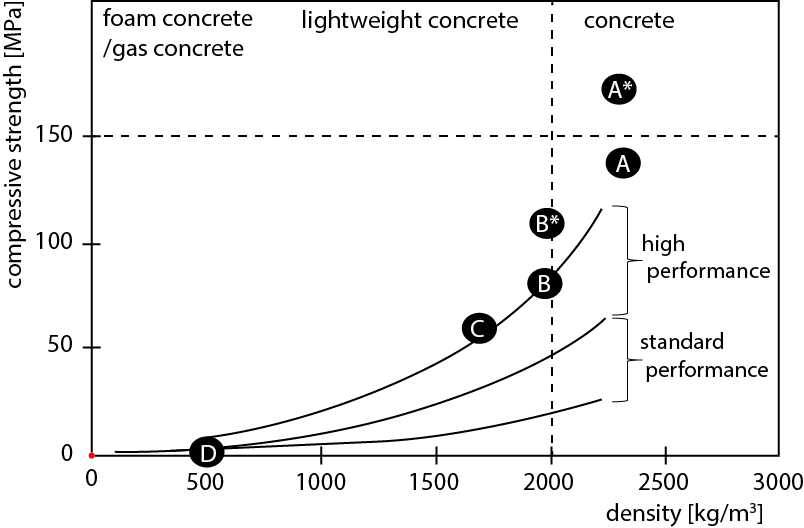 foam concrete
/gas concrete
lightweight concrete
concrete
compressive strength [MPa]
150
100
50
0
A*
A
B*
B
C
D
high
performance
standard
performance
0
500
1000
1500
2000
2500
3000
density [kg/m³]